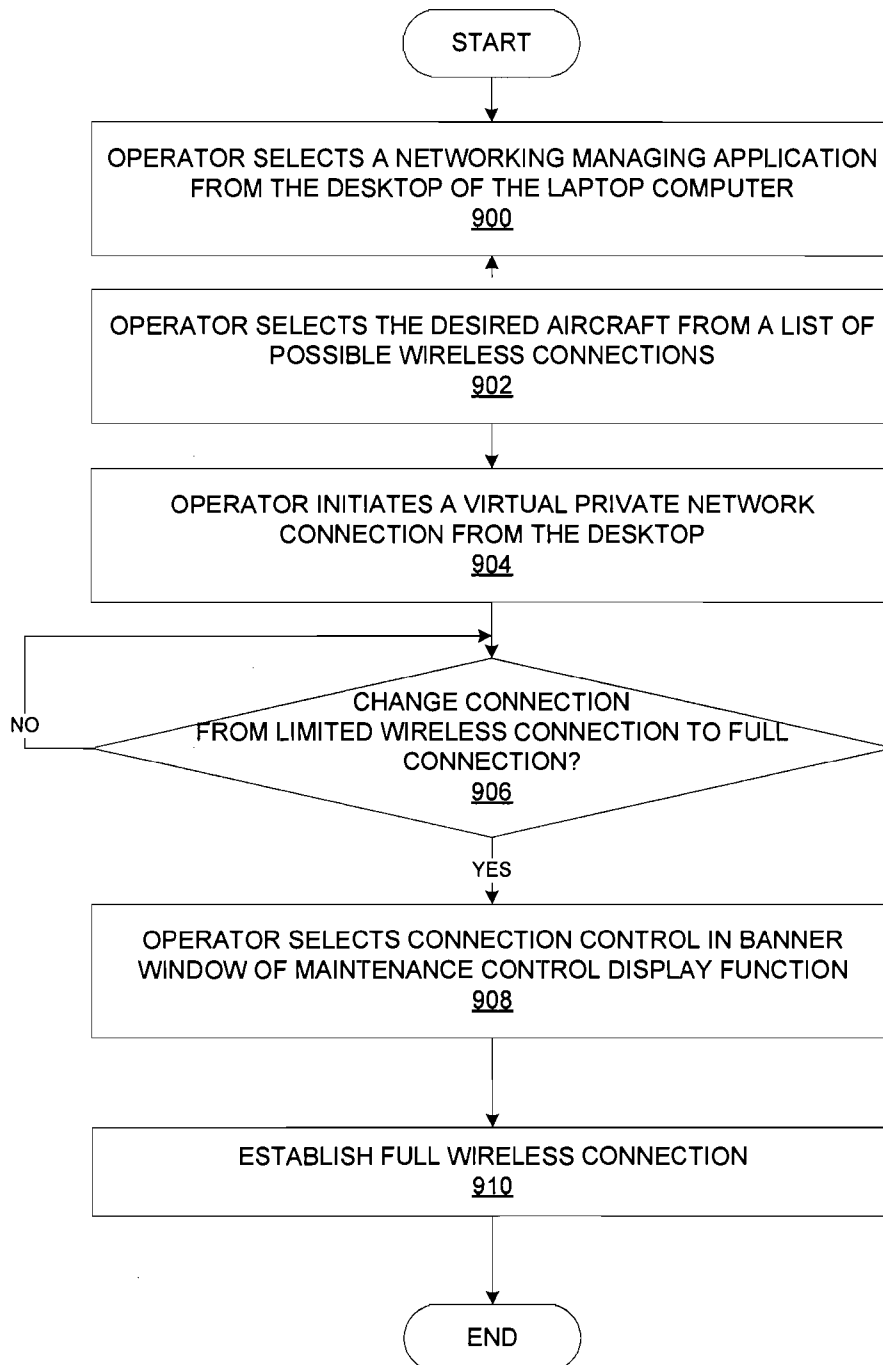 START
OPERATOR SELECTS A NETWORKING MANAGING APPLICATION
FROM THE DESKTOP OF THE LAPTOP COMPUTER
900
OPERATOR SELECTS THE DESIRED AIRCRAFT FROM A LIST OF
POSSIBLE WIRELESS CONNECTIONS
902
OPERATOR INITIATES A VIRTUAL PRIVATE NETWORK
CONNECTION FROM THE DESKTOP
904
CHANGE CONNECTION
FROM LIMITED WIRELESS CONNECTION TO FULL
CONNECTION?
906
NO
YES
OPERATOR SELECTS CONNECTION CONTROL IN BANNER
WINDOW OF MAINTENANCE CONTROL DISPLAY FUNCTION
908
ESTABLISH FULL WIRELESS CONNECTION
910
END